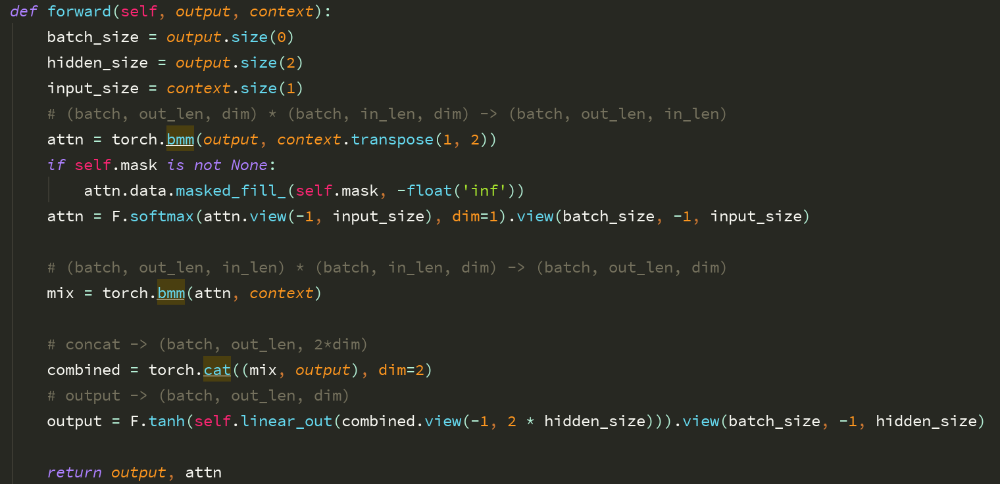 def forward(self, output, context):
    batch_size = output.size(0)
    hidden_size = output.size(2)
    input_size = context.size(1)
    # (batch, out_len, dim) * (batch, in_len, dim) -> (batch, out_len, in_len)
    attn = torch.bmm(output, context.transpose(1, 2))
    if self.mask is not None:
        attn.data.masked_fill_(self.mask, -float('inf'))
    attn = F.softmax(attn.view(-1, input_size), dim=1).view(batch_size, -1, input_size)
    # (batch, out_len, in_len) * (batch, in_len, dim) -> (batch, out_len, dim)
    mix = torch.bmm(attn, context)
    # concat -> (batch, out_len, 2*dim)
    combined = torch.cat((mix, output), dim=2)
    # output -> (batch, out_len, dim)
    output = F.tanh(self.linear_out(combined.view(-1, 2 * hidden_size))).view(batch_size, -1, hidden_size)
    return output, attn